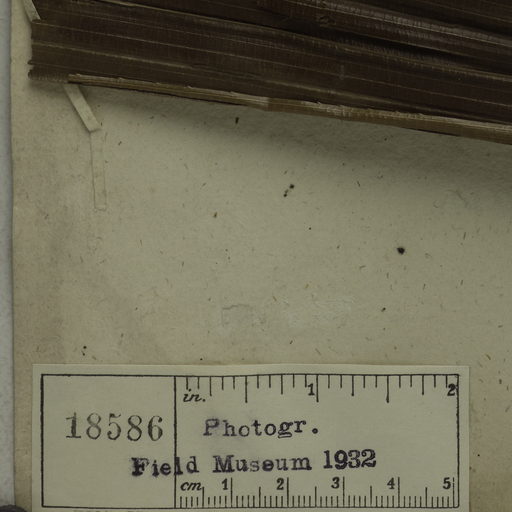 in. 1 2
18586 Photogr.
Field Museum 1932
cm 1 2 3 4 5